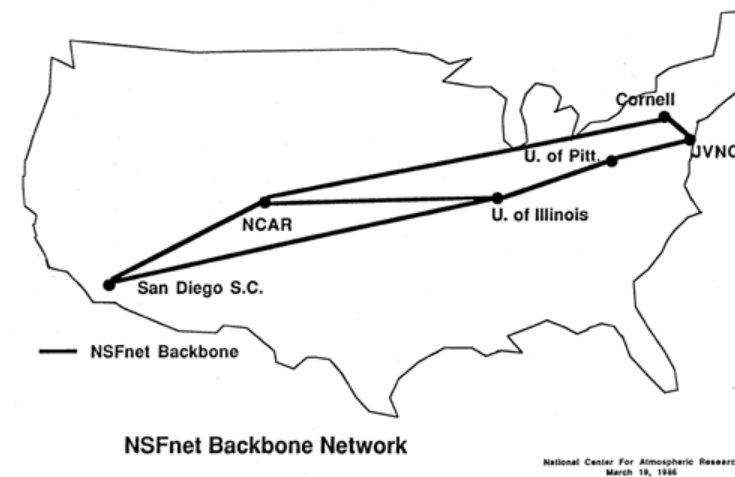 Cornell
U. of Pitt.
JVNC
NCAR
U. of Illinois
San Diego S.C.
NSFnet Backbone
NSFnet Backbone Network
National Center For Atmospheric Researc
March 19, 1986